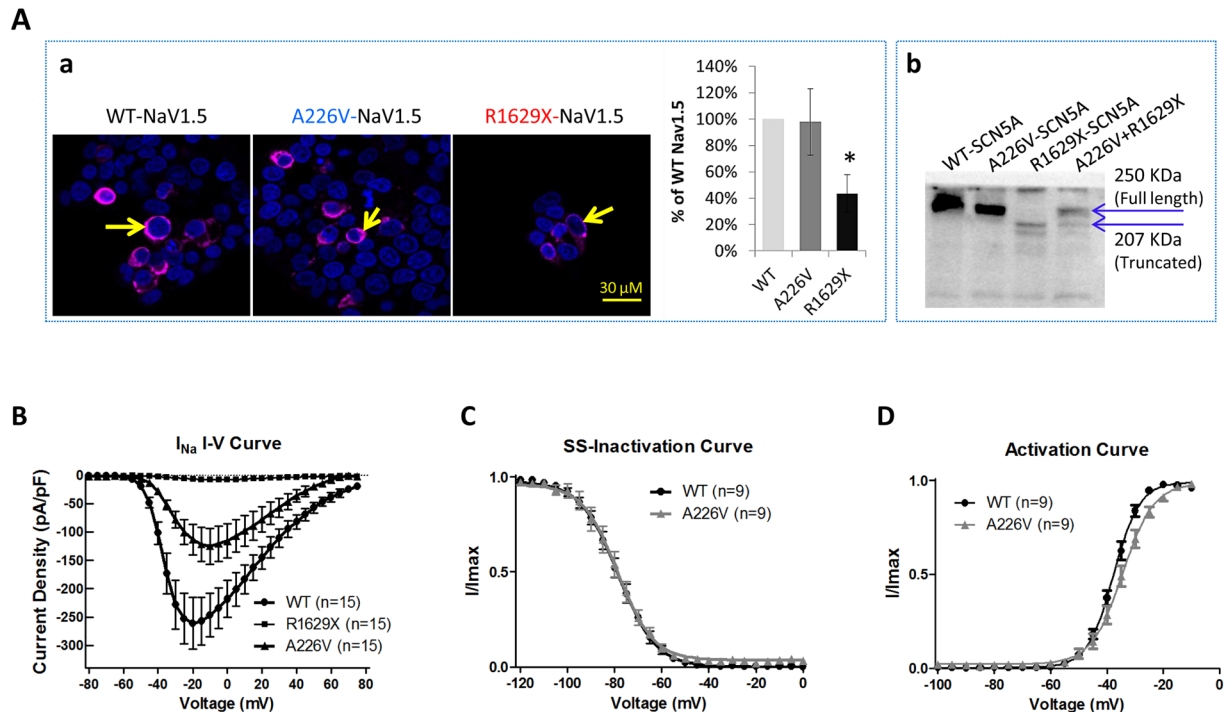 A
a
WT-NaV1.5
A226V-NaV1.5
R1629X-NaV1.5
30 µM
% of WT Nav1.5
140%
120%
100%
80%
60%
40%
20%
0%
*
WT
A226V
R1629X
b
WT-SCN5A
A226V-SCN5A
R1629X-SCN5A
A226V+R1629X
250 KDa
(Full length)
207 KDa
(Truncated)
B
INa I-V Curve
Current Density (pA/pF)
0
-50
-100
-150
-200
-250
-300
WT (n=15)
R1629X (n=15)
A226V (n=15)
-80 -60 -40 -20 0 20 40 60 80
Voltage (mV)
C
SS-Inactivation Curve
I/Imax
1.0
0.5
0.0
WT (n=9)
A226V (n=9)
-120 -100 -80 -60 -40 -20 0
Voltage (mV)
D
Activation Curve
I/Imax
1.0
0.5
0.0
WT (n=9)
A226V (n=9)
-100 -80 -60 -40 -20 0
Voltage (mV)